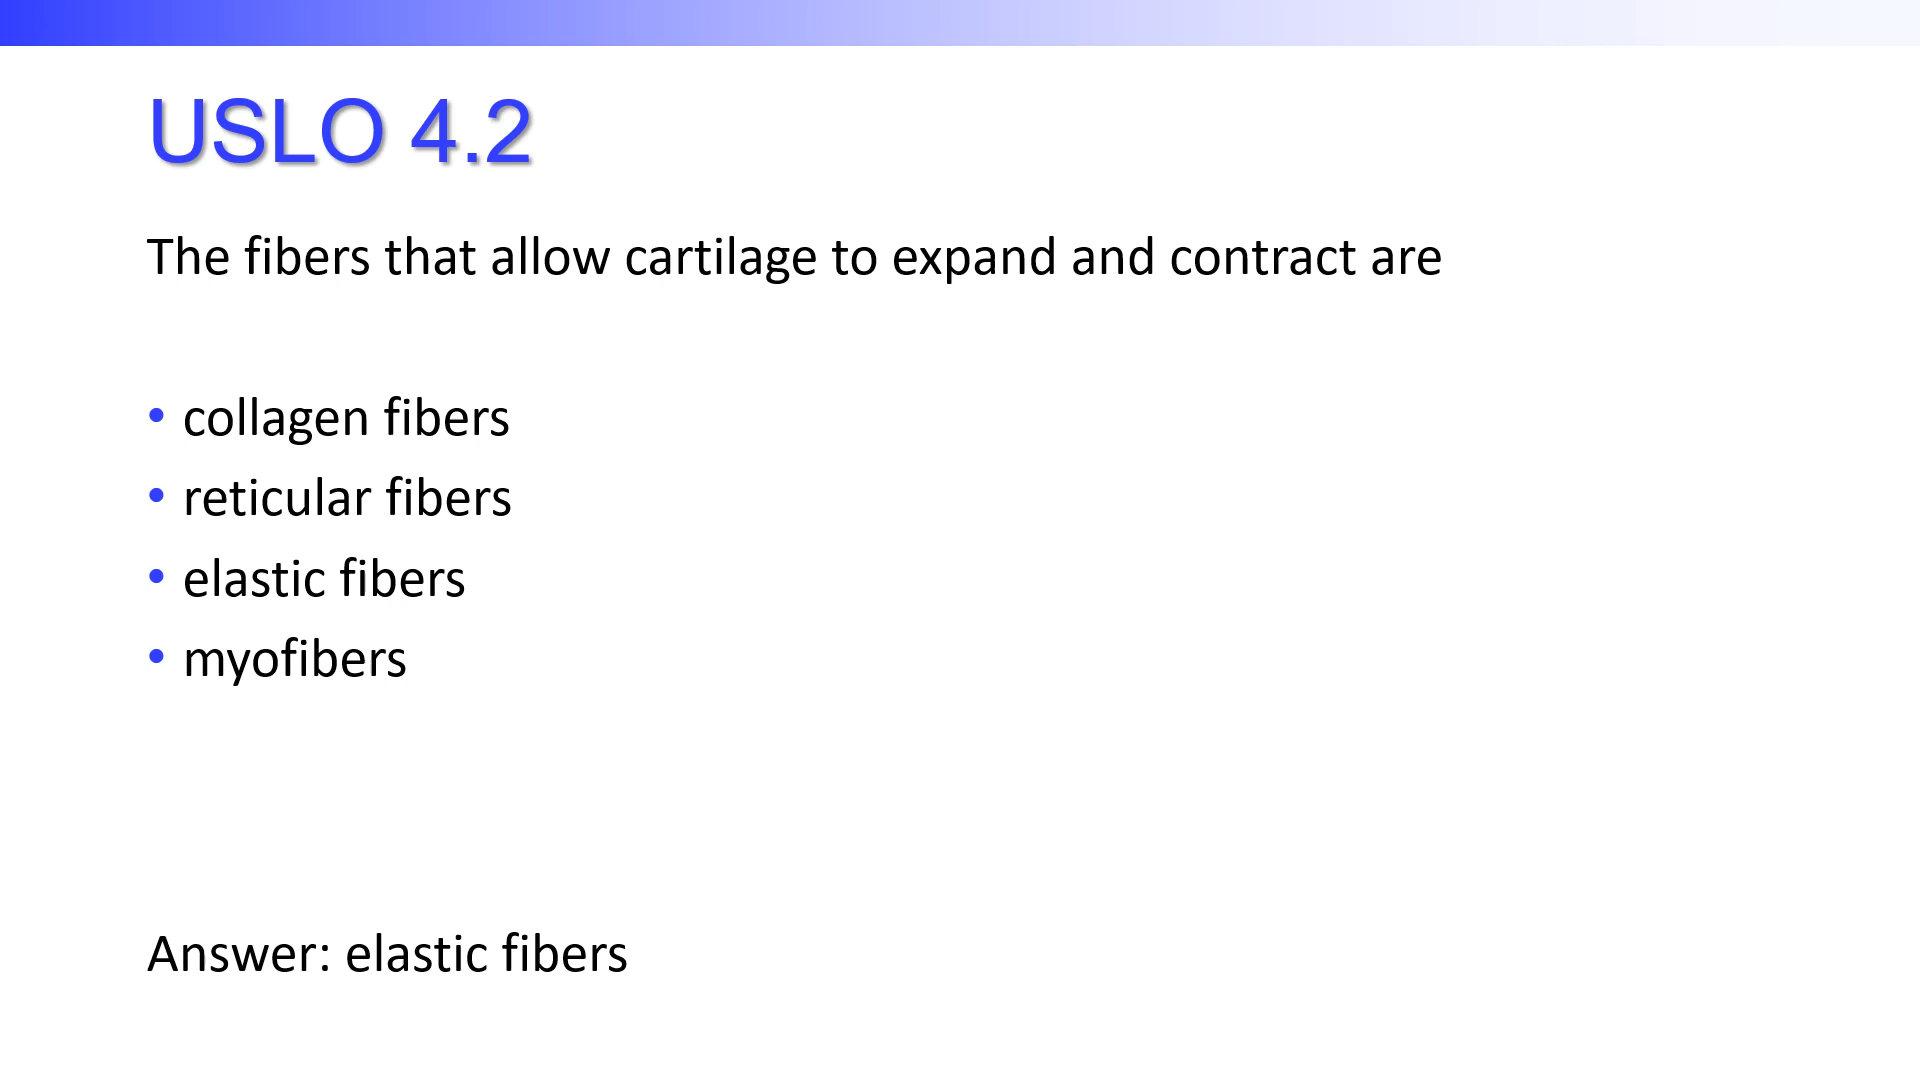 USLO 4.2
The fibers that allow cartilage to expand and contract are
• collagen fibers
• reticular fibers
• elastic fibers
• myofibers
Answer: elastic fibers